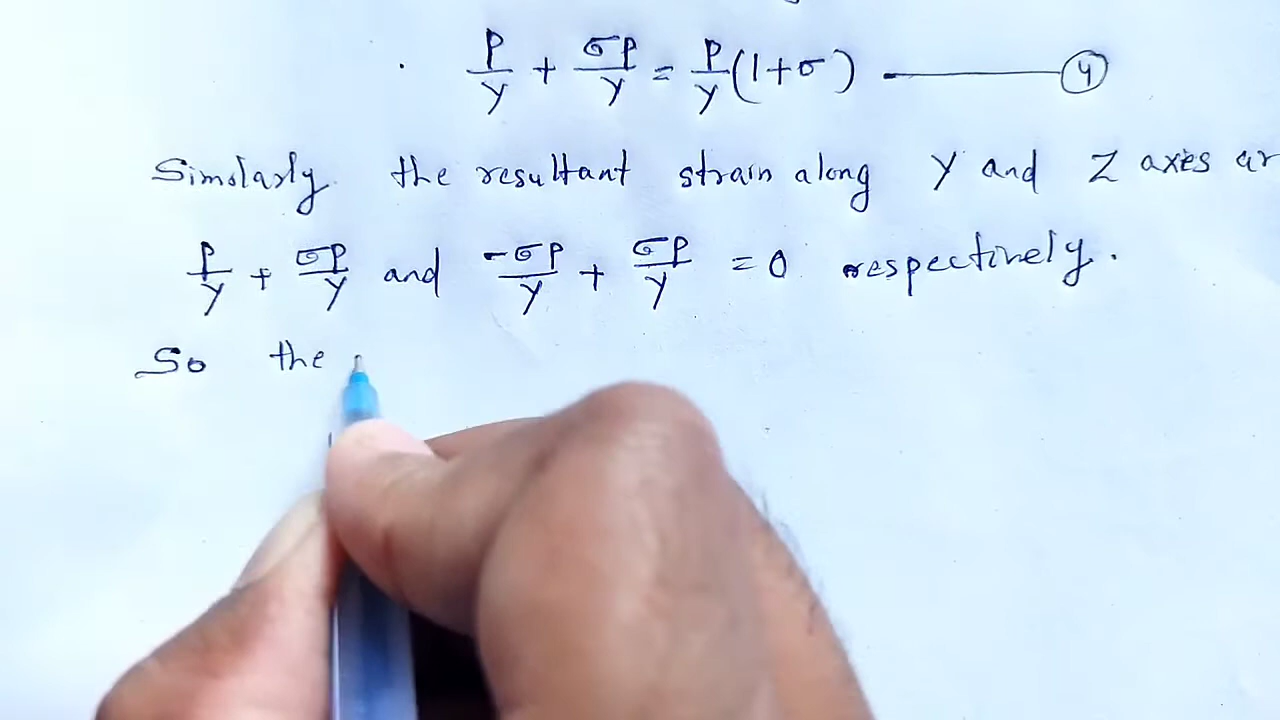 P/Y + σP/Y = P/Y (1+σ) ——— (4)
Similarly the resultant strain along Y and Z axes ar
P/Y + σP/Y and -σP/Y + σP/Y = 0 respectively.
So the